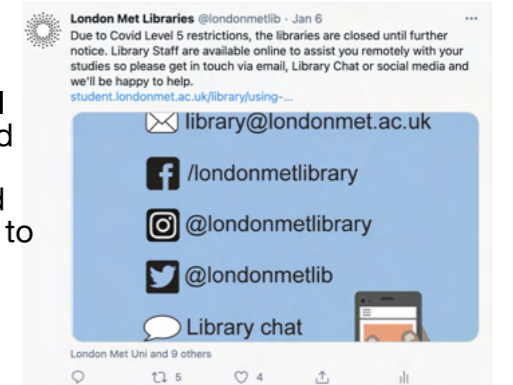 London Met Libraries @londonmetlib · Jan 6
Due to Covid Level 5 restrictions, the libraries are closed until further
notice. Library Staff are available online to assist you remotely with your
studies so please get in touch via email, Library Chat or social media and
we'll be happy to help.
student.londonmet.ac.uk/library/using-...
library@londonmet.ac.uk
/londonmetlibrary
@londonmetlibrary
@londonmetlib
Library chat
to
London Met Uni and 9 others
5 4